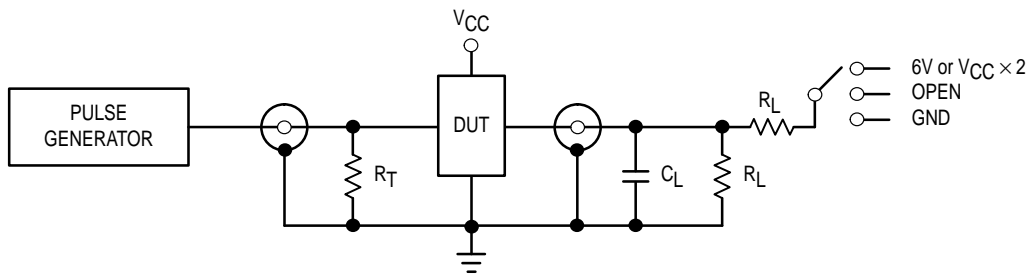 VCC
6V or VCC × 2
OPEN
GND
PULSE
GENERATOR
DUT
RL
RT
CL
RL